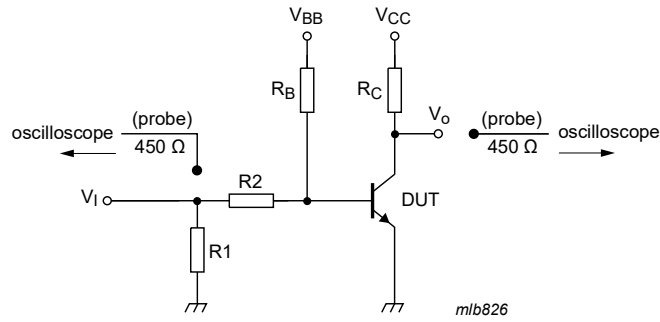 V_BB
V_CC
R_B
R_C
(probe)
450 Ω
oscilloscope
V_o
(probe)
450 Ω
oscilloscope
V_I
R2
DUT
R1
mlb826